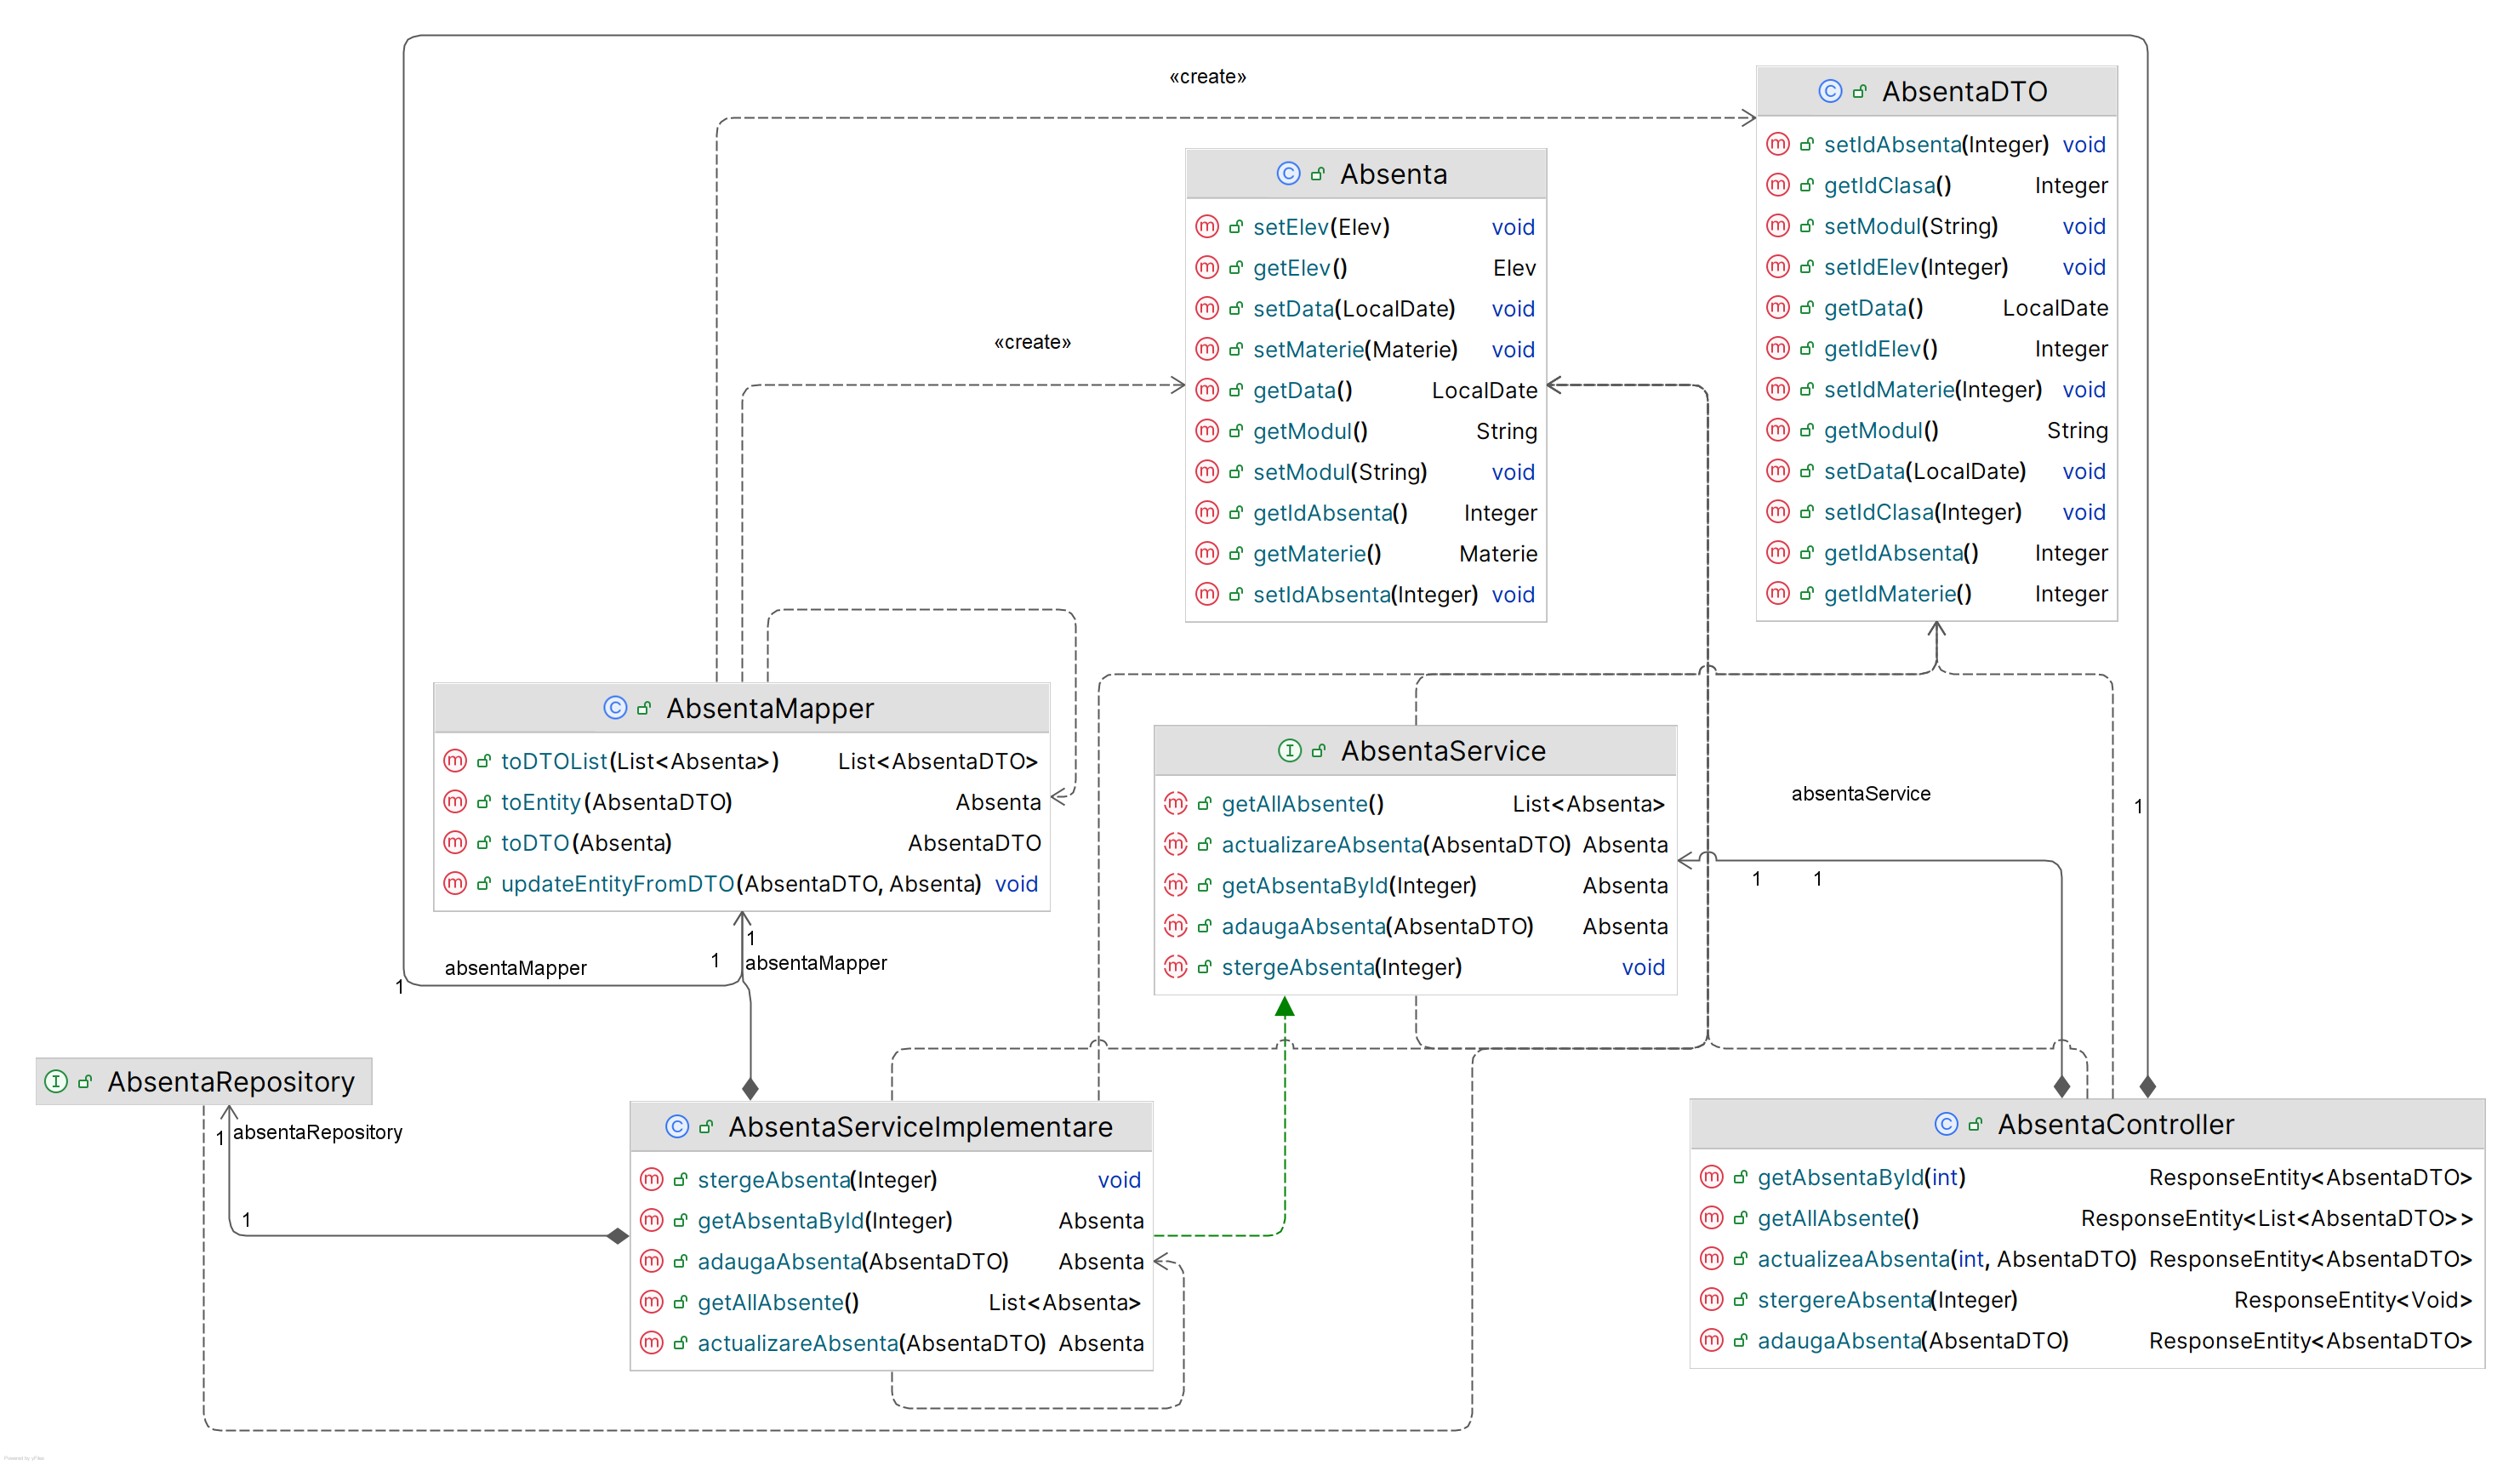 «create»
AbsentaDTO
setIdAbsenta(Integer) void
getIdClasa() Integer
setModul(String) void
setIdElev(Integer) void
getData() LocalDate
getIdElev() Integer
setIdMaterie(Integer) void
getModul() String
setData(LocalDate) void
setIdClasa(Integer) void
getIdAbsenta() Integer
getIdMaterie() Integer
Absenta
setElev(Elev) void
getElev() Elev
setData(LocalDate) void
setMaterie(Materie) void
getData() LocalDate
getModul() String
setModul(String) void
getIdAbsenta() Integer
getMaterie() Materie
setIdAbsenta(Integer) void
«create»
AbsentaMapper
toDTOList(List<Absenta>) List<AbsentaDTO>
toEntity(AbsentaDTO) Absenta
toDTO(Absenta) AbsentaDTO
updateEntityFromDTO(AbsentaDTO, Absenta) void
AbsentaService
getAllAbsente() List<Absenta>
actualizareAbsenta(AbsentaDTO) Absenta
getAbsentaById(Integer) Absenta
adaugaAbsenta(AbsentaDTO) Absenta
stergeAbsenta(Integer) void
absentaService
1
1 1
1
1
absentaMapper
absentaMapper
1
AbsentaRepository
1
absentaRepository
1
AbsentaServiceImplementare
stergeAbsenta(Integer) void
getAbsentaById(Integer) Absenta
adaugaAbsenta(AbsentaDTO) Absenta
getAllAbsente() List<Absenta>
actualizareAbsenta(AbsentaDTO) Absenta
AbsentaController
getAbsentaById(int) ResponseEntity<AbsentaDTO>
getAllAbsente() ResponseEntity<List<AbsentaDTO>>
actualizeaAbsenta(int, AbsentaDTO) ResponseEntity<AbsentaDTO>
stergereAbsenta(Integer) ResponseEntity<Void>
adaugaAbsenta(AbsentaDTO) ResponseEntity<AbsentaDTO>
Powered by yFiles